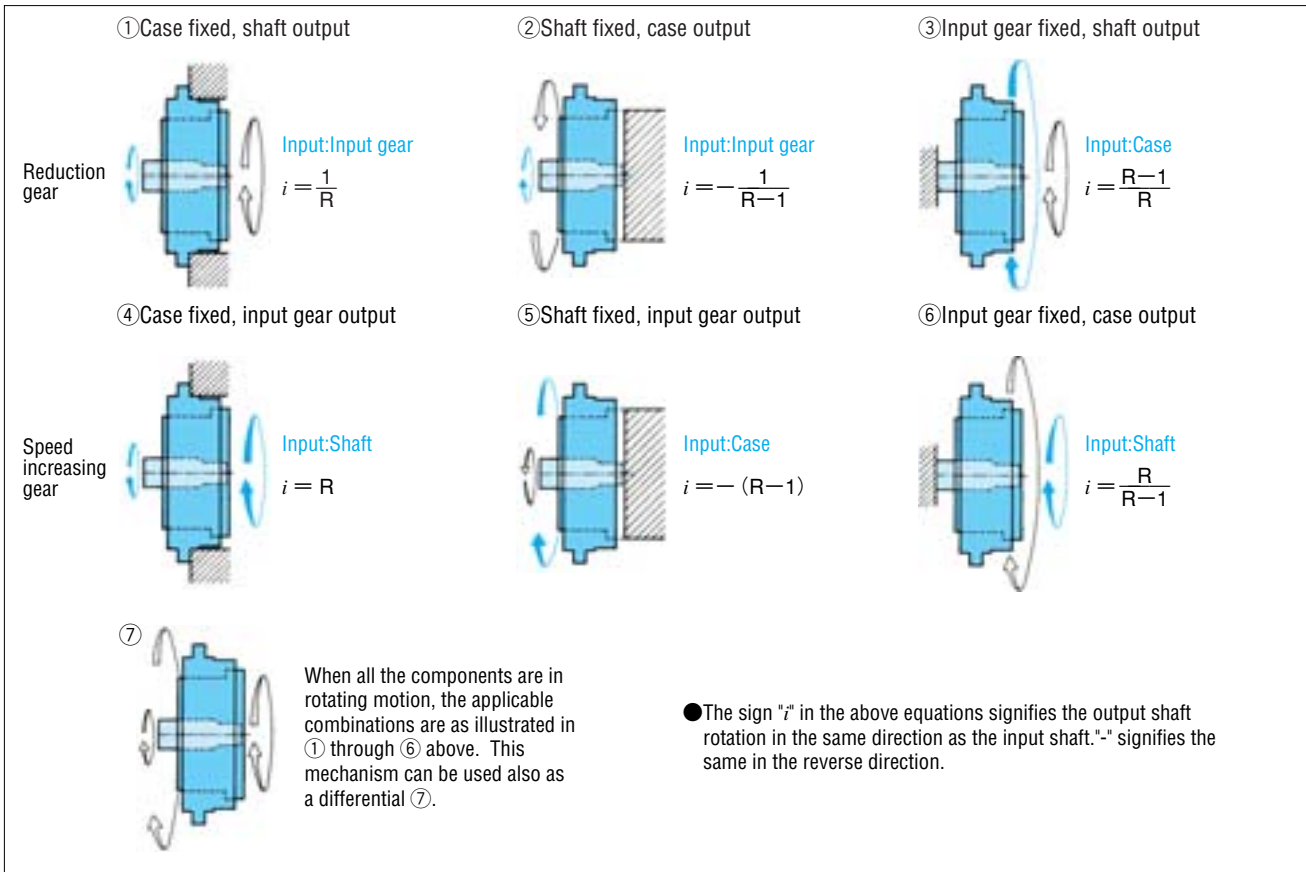 ①Case fixed, shaft output
②Shaft fixed, case output
③Input gear fixed, shaft output
Reduction
gear
Input:Input gear
i = 1/R
Input:Input gear
i = − 1/(R−1)
Input:Case
i = (R−1)/R
④Case fixed, input gear output
⑤Shaft fixed, input gear output
⑥Input gear fixed, case output
Speed
increasing
gear
Input:Shaft
i = R
Input:Case
i = − (R−1)
Input:Shaft
i = R/(R−1)
⑦
When all the components are in
rotating motion, the applicable
combinations are as illustrated in
① through ⑥ above. This
mechanism can be used also as
a differential ⑦.
●The sign "i" in the above equations signifies the output shaft
rotation in the same direction as the input shaft."-" signifies the
same in the reverse direction.